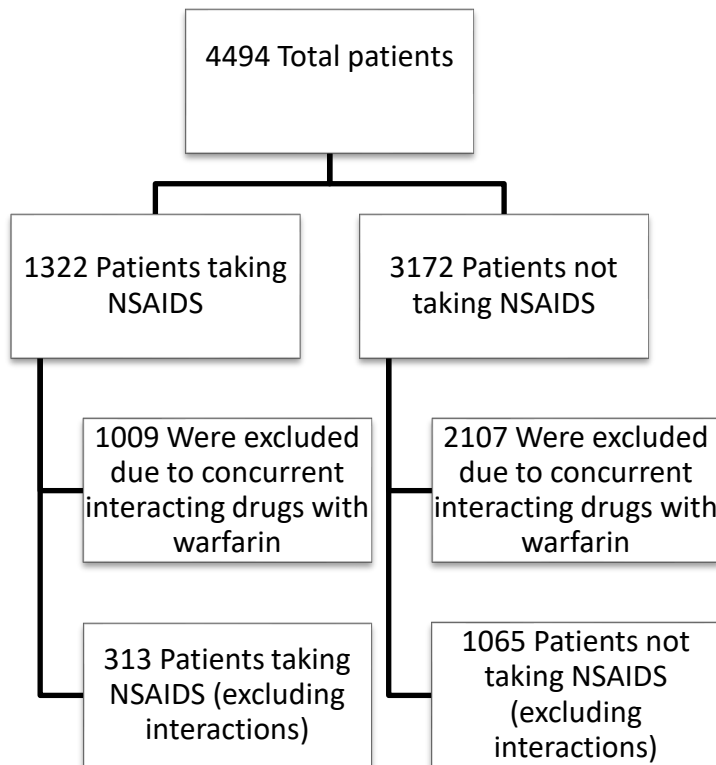 4494 Total patients
1322 Patients taking
NSAIDS
3172 Patients not
taking NSAIDS
1009 Were excluded
due to concurrent
interacting drugs with
warfarin
2107 Were excluded
due to concurrent
interacting drugs with
warfarin
313 Patients taking
NSAIDS (excluding
interactions)
1065 Patients not
taking NSAIDS
(excluding
interactions)